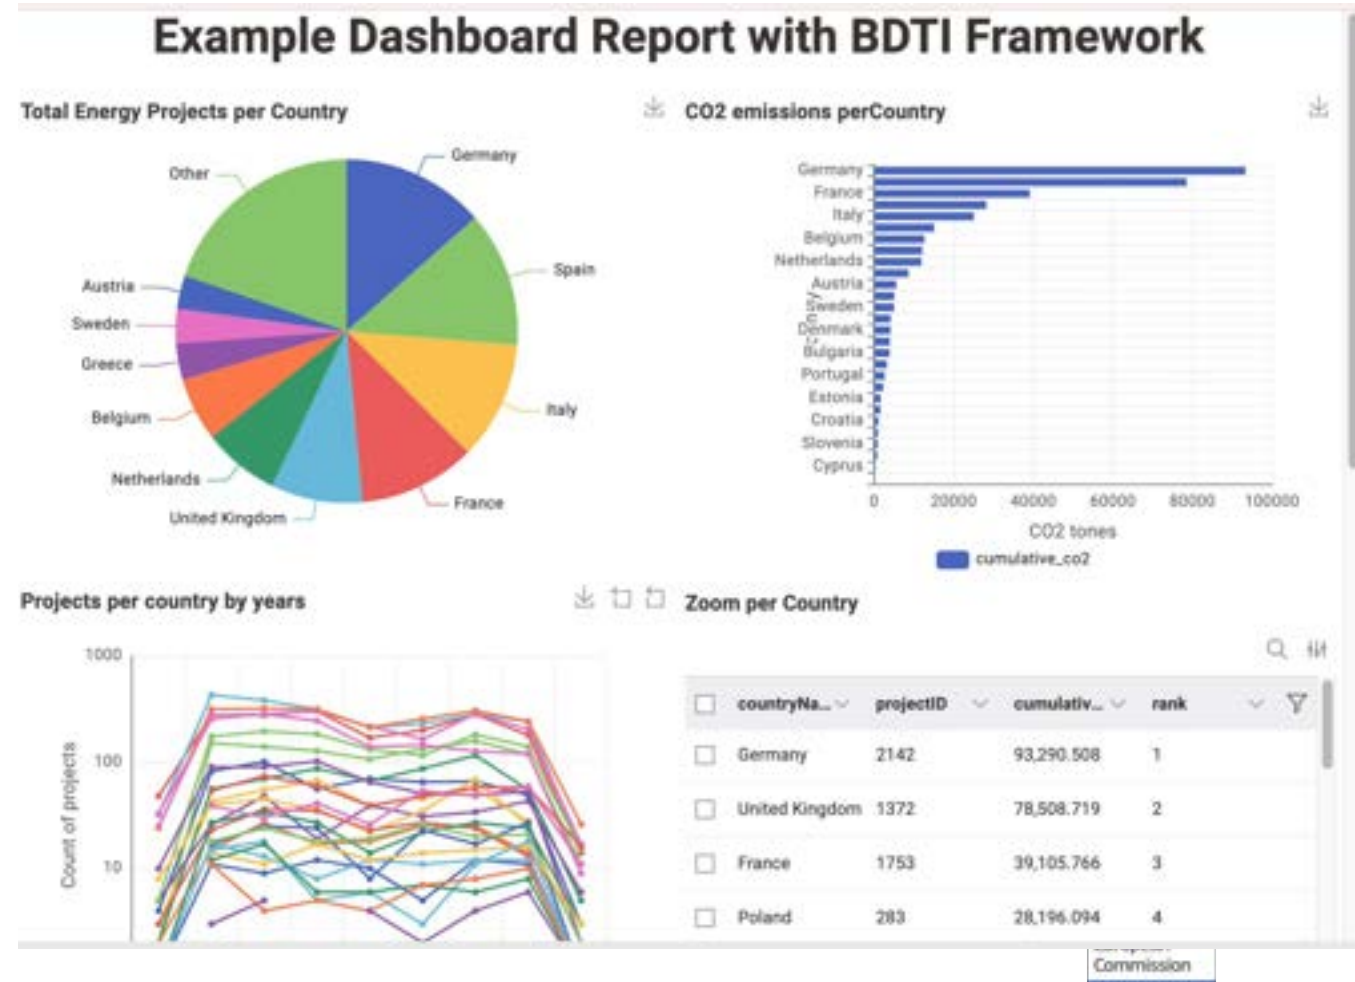 Example Dashboard Report with BDTI Framework
Total Energy Projects per Country
Germany
Other
Spain
Austria
Sweden
Greece
Italy
Belgium
Netherlands
France
United Kingdom
CO2 emissions perCountry
Germany
France
Italy
Belgium
Netherlands
Austria
Sweden
Denmark
Bulgaria
Portugal
Estonia
Croatia
Slovenia
Cyprus
0 20000 40000 60000 80000 100000
CO2 tones
cumulative_co2
Projects per country by years
1000
100
10
Count of projects
Zoom per Country
countryNa... projectID cumulativ... rank
Germany 2142 93,290.508 1
United Kingdom 1372 78,508.719 2
France 1753 39,105.766 3
Poland 283 28,196.094 4
Commission